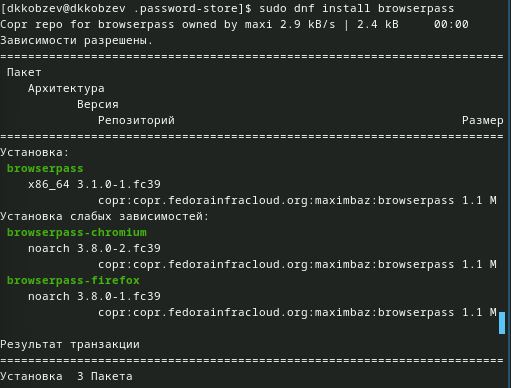 [dkkobzev@dkkobzev .password-store]$ sudo dnf install browserpass
Copr repo for browserpass owned by maxi 2.9 kB/s | 2.4 kB     00:00
Зависимости разрешены.
================================================================================
Пакет
Архитектура
Версия
Репозиторий Размер
================================================================================
Установка:
browserpass
x86_64 3.1.0-1.fc39
copr:copr.fedorainfracloud.org:maximbaz:browserpass 1.1 M
Установка слабых зависимостей:
browserpass-chromium
noarch 3.8.0-2.fc39
copr:copr.fedorainfracloud.org:maximbaz:browserpass 1.1 M
browserpass-firefox
noarch 3.8.0-1.fc39
copr:copr.fedorainfracloud.org:maximbaz:browserpass 1.1 M
Результат транзакции
================================================================================
Установка  3 Пакета